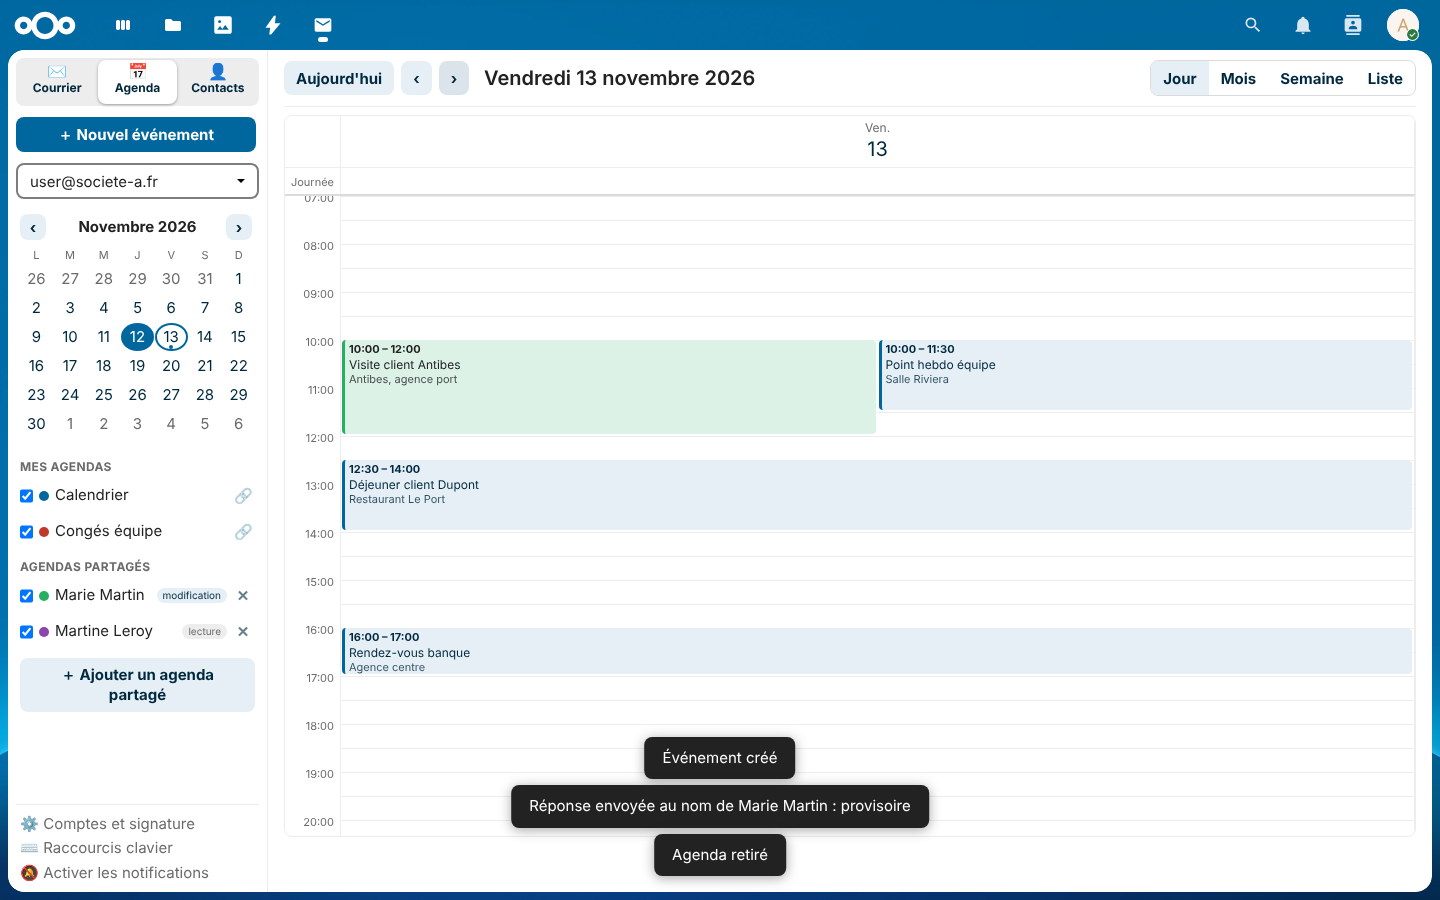 A
Courrier
Agenda
Contacts
+ Nouvel événement
user@societe-a.fr
‹ Novembre 2026 ›
L M M J V S D
26 27 28 29 30 31 1
2 3 4 5 6 7 8
9 10 11 12 13 14 15
16 17 18 19 20 21 22
23 24 25 26 27 28 29
30 1 2 3 4 5 6
MES AGENDAS
Calendrier
Congés équipe
AGENDAS PARTAGÉS
Marie Martin modification ✕
Martine Leroy lecture ✕
+ Ajouter un agenda
partagé
Comptes et signature
Raccourcis clavier
Activer les notifications
Aujourd'hui ‹ › Vendredi 13 novembre 2026
Jour Mois Semaine Liste
Ven.
13
Journée
07:00
08:00
09:00
10:00
11:00
12:00
13:00
14:00
15:00
16:00
17:00
18:00
19:00
20:00
10:00 – 12:00
Visite client Antibes
Antibes, agence port
10:00 – 11:30
Point hebdo équipe
Salle Riviera
12:30 – 14:00
Déjeuner client Dupont
Restaurant Le Port
16:00 – 17:00
Rendez-vous banque
Agence centre
Événement créé
Réponse envoyée au nom de Marie Martin : provisoire
Agenda retiré